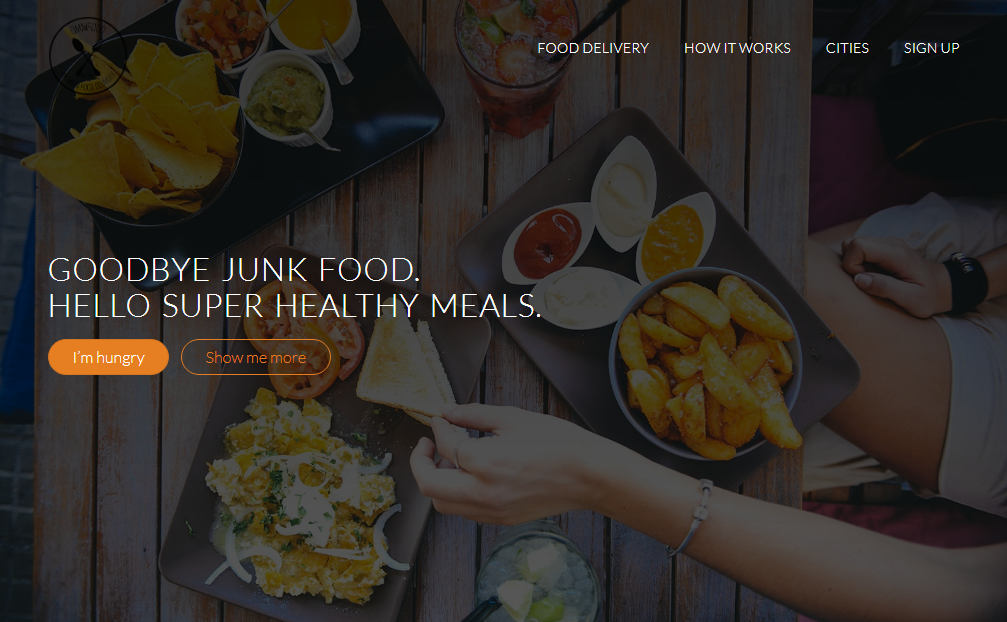 FOOD DELIVERY HOW IT WORKS CITIES SIGN UP
GOODBYE JUNK FOOD.
HELLO SUPER HEALTHY MEALS.
I'm hungry Show me more